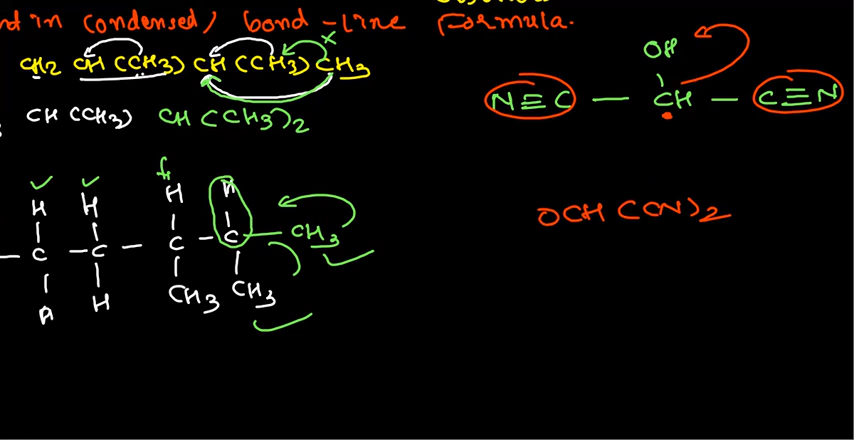 in condensed, bond-line formula.
CH2 CH (CH3) CH (CH3) CH3
CH (CH3) CH (CH3)2
H H H H
C - C - C - C - CH3
H H CH3 CH3
OH
N≡C - CH - C≡N
OCH (CN)2